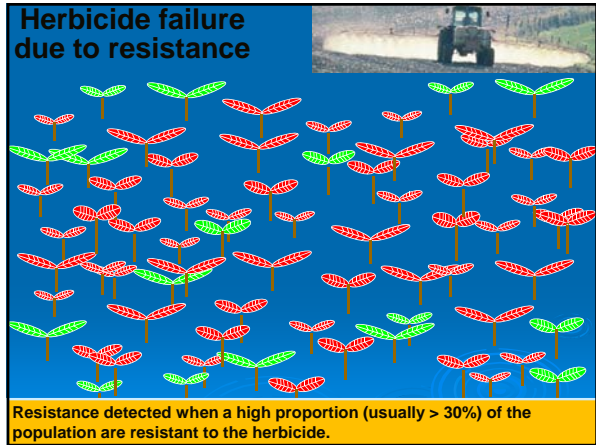 Herbicide failure
due to resistance
Resistance detected when a high proportion (usually > 30%) of the
population are resistant to the herbicide.